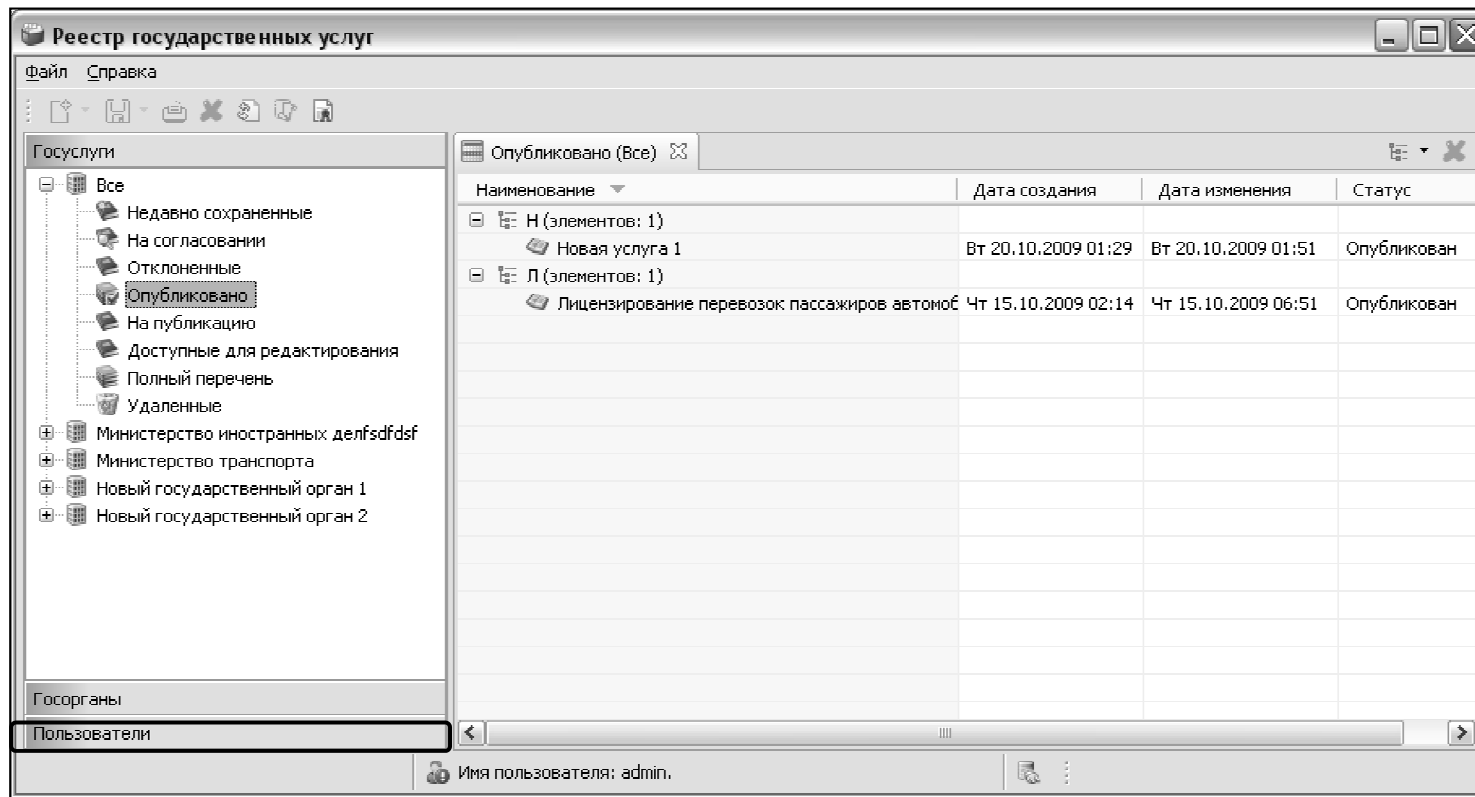 Реестр государственных услуг
Файл Справка
Госуслуги
Все
Недавно сохраненные
На согласовании
Отклоненные
Опубликовано
На публикацию
Доступные для редактирования
Полный перечень
Удаленные
Министерство иностранных делfsdfdsf
Министерство транспорта
Новый государственный орган 1
Новый государственный орган 2
Госорганы
Пользователи
Опубликовано (Все)
Наименование Дата создания Дата изменения Статус
Н (элементов: 1)
Новая услуга 1 Вт 20.10.2009 01:29 Вт 20.10.2009 01:51 Опубликован
Л (элементов: 1)
Лицензирование перевозок пассажиров автомоб Чт 15.10.2009 02:14 Чт 15.10.2009 06:51 Опубликован
Имя пользователя: admin.